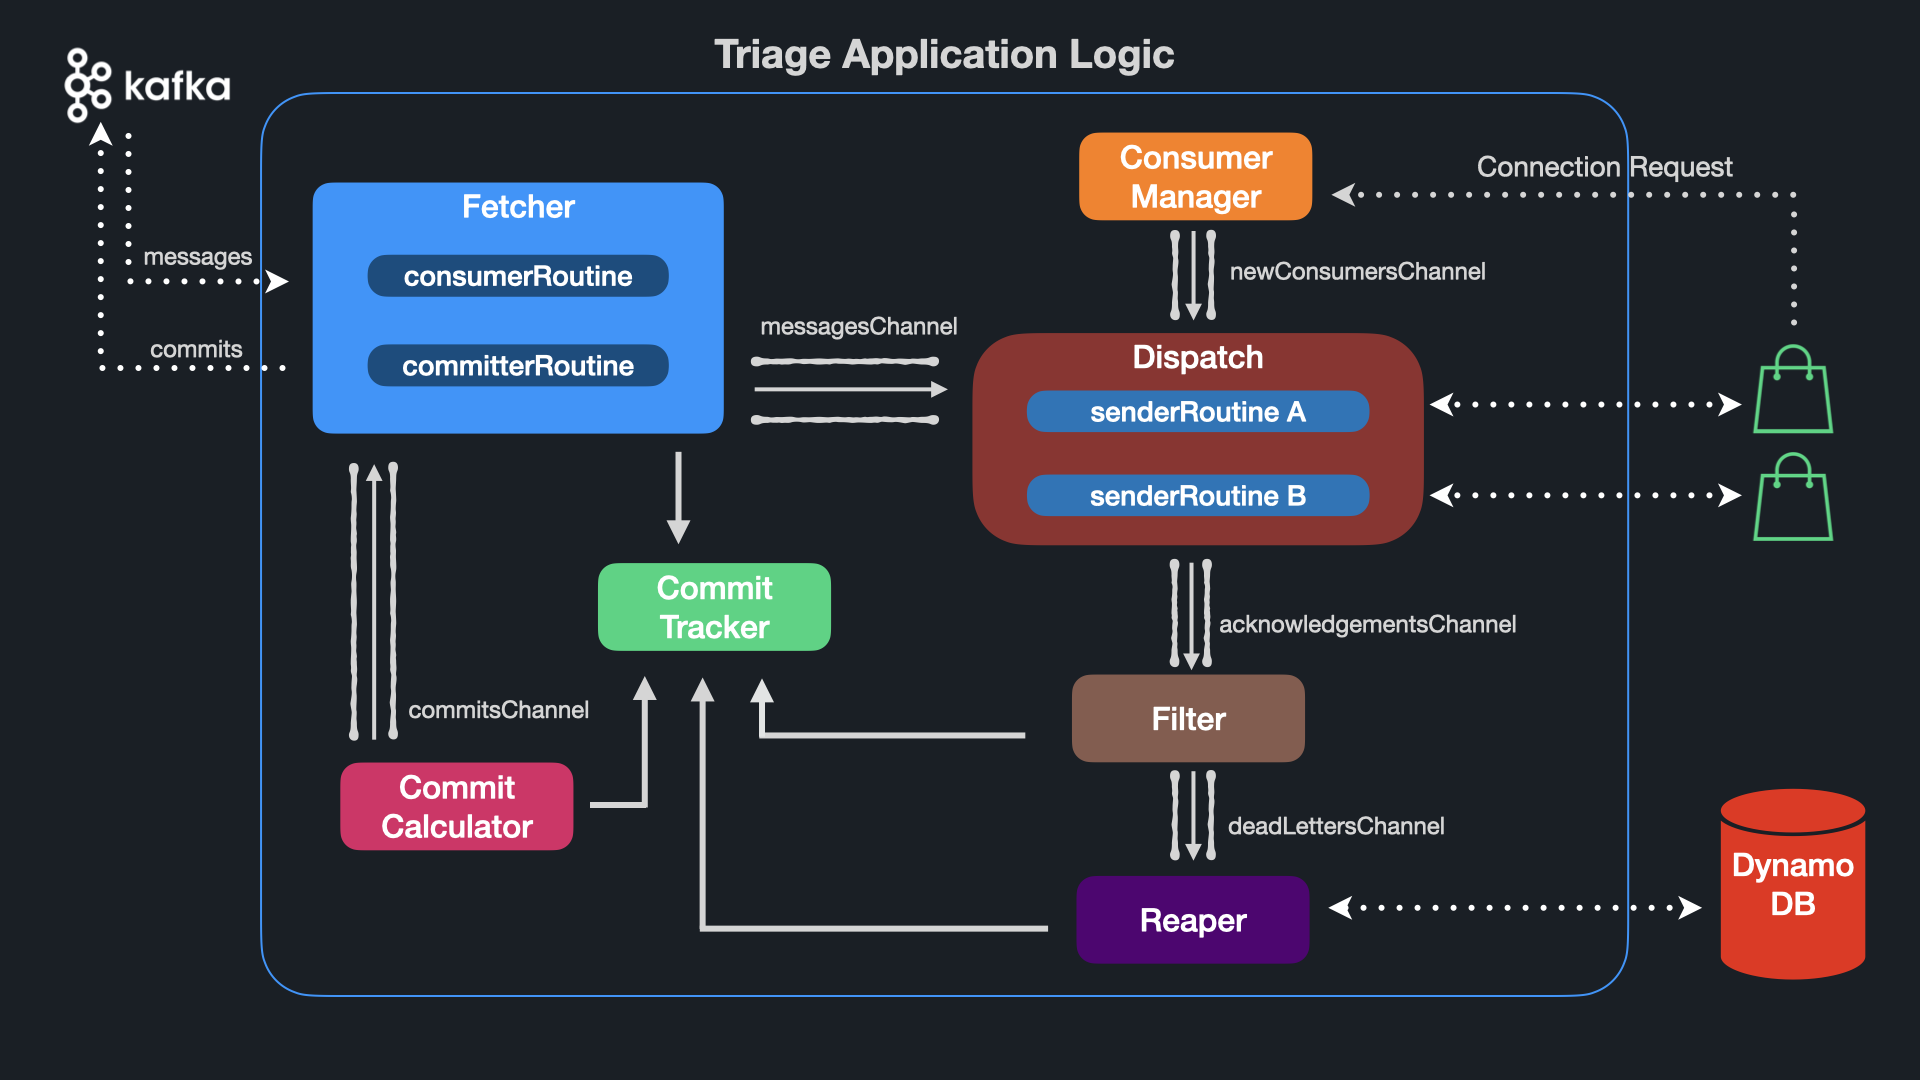 Triage Application Logic
kafka
Consumer
Manager
Connection Request
Fetcher
consumerRoutine
committerRoutine
messages
commits
newConsumersChannel
messagesChannel
Dispatch
senderRoutine A
senderRoutine B
Commit
Tracker
acknowledgementsChannel
commitsChannel
Filter
Commit
Calculator
deadLettersChannel
Reaper
Dynamo
DB